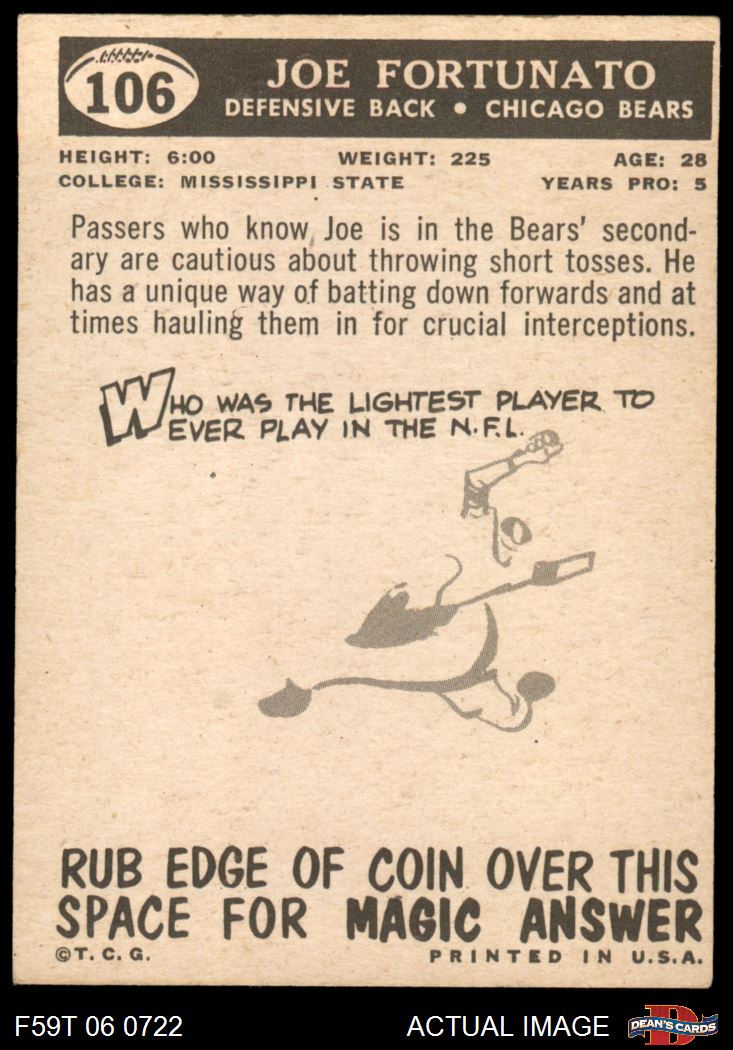 106
JOE FORTUNATO
DEFENSIVE BACK • CHICAGO BEARS
HEIGHT: 6:00 WEIGHT: 225 AGE: 28
COLLEGE: MISSISSIPPI STATE YEARS PRO: 5
Passers who know Joe is in the Bears' second-
ary are cautious about throwing short tosses. He
has a unique way of batting down forwards and at
times hauling them in for crucial interceptions.
WHO WAS THE LIGHTEST PLAYER TO
EVER PLAY IN THE N.F.L.
RUB EDGE OF COIN OVER THIS
SPACE FOR MAGIC ANSWER
©T. C. G. PRINTED IN U.S.A.
F59T 06 0722 ACTUAL IMAGE D DEAN'S CARDS